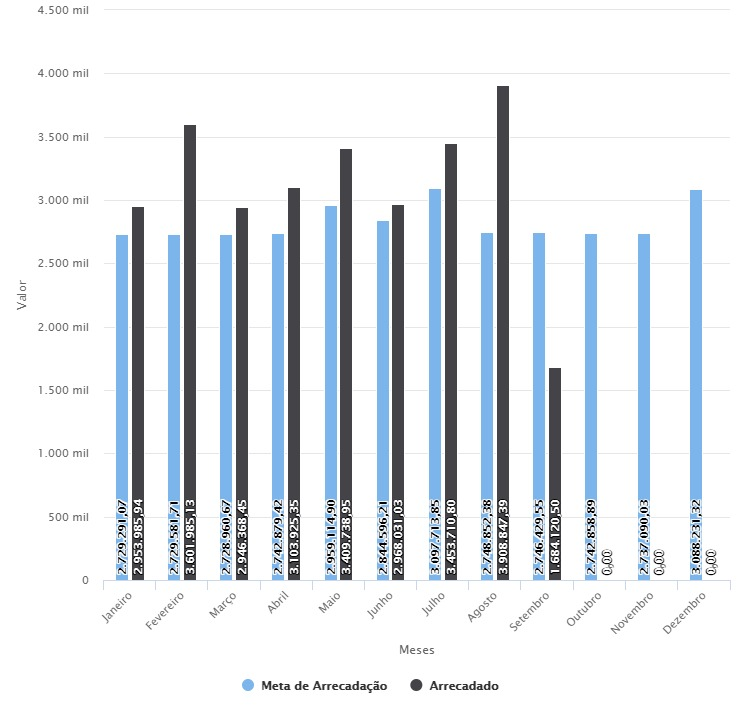 4.500 mil
4.000 mil
3.500 mil
3.000 mil
2.500 mil
2.000 mil
1.500 mil
1.000 mil
500 mil
0
Valor
2.729.291,07
2.953.985,94
2.729.581,71
3.601.985,13
2.728.960,67
2.946.368,45
2.742.879,42
3.103.925,35
2.959.114,90
3.409.738,95
2.844.596,21
2.968.031,03
3.097.713,85
3.453.710,80
2.748.852,38
3.908.847,39
2.746.429,55
1.684.120,50
2.742.858,89
0,00
2.737.090,03
0,00
3.088.231,32
0,00
Janeiro
Fevereiro
Março
Abril
Maio
Junho
Julho
Agosto
Setembro
Outubro
Novembro
Dezembro
Meses
Meta de Arrecadação
Arrecadado